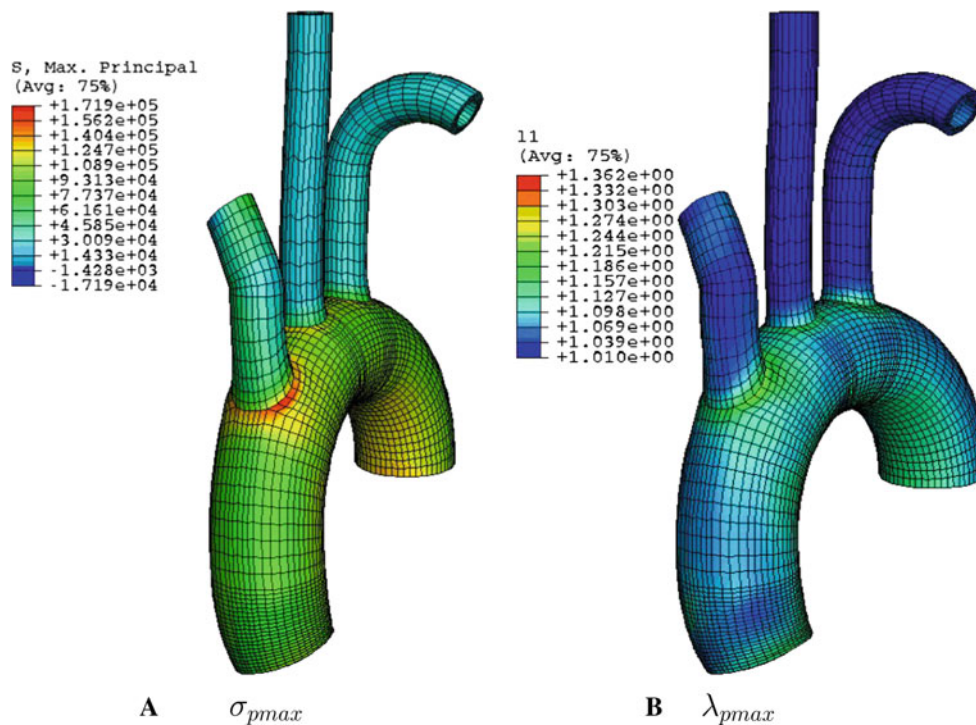 S, Max. Principal
(Avg: 75%)
+1.719e+05
+1.562e+05
+1.404e+05
+1.247e+05
+1.089e+05
+9.313e+04
+7.737e+04
+6.161e+04
+4.585e+04
+3.009e+04
+1.433e+04
-1.428e+03
-1.719e+04
l1
(Avg: 75%)
+1.362e+00
+1.332e+00
+1.303e+00
+1.274e+00
+1.244e+00
+1.215e+00
+1.186e+00
+1.157e+00
+1.127e+00
+1.098e+00
+1.069e+00
+1.039e+00
+1.010e+00
A σpmax
B λpmax